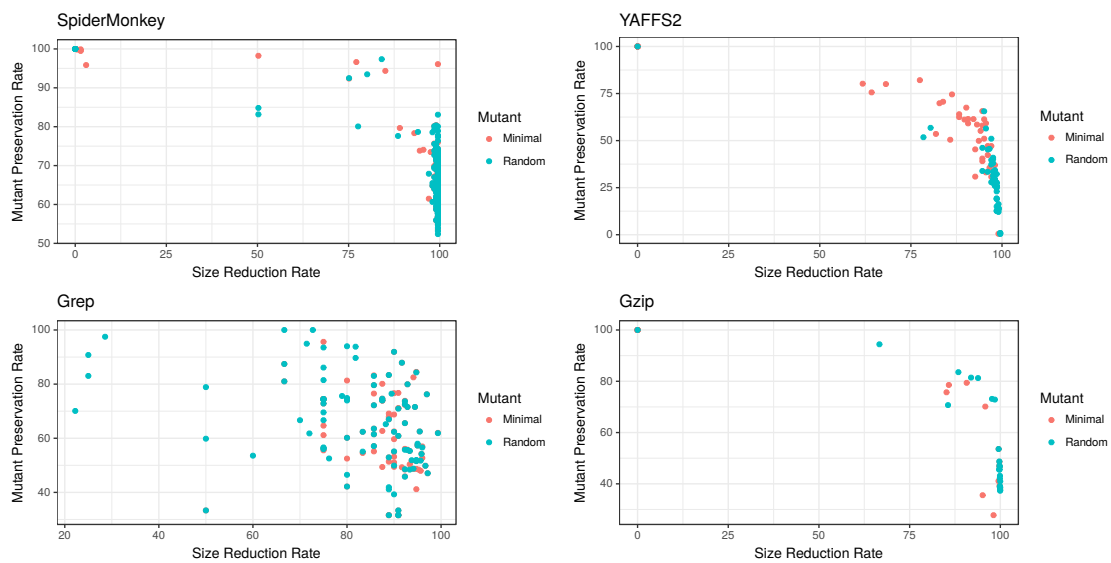 SpiderMonkey
Mutant Preservation Rate
100
90
80
70
60
50
0
25
50
75
100
Size Reduction Rate
Mutant
Minimal
Random
YAFFS2
Mutant Preservation Rate
100
75
50
25
0
0
25
50
75
100
Size Reduction Rate
Mutant
Minimal
Random
Grep
Mutant Preservation Rate
100
80
60
40
20
40
60
80
100
Size Reduction Rate
Mutant
Minimal
Random
Gzip
Mutant Preservation Rate
100
80
60
40
0
25
50
75
100
Size Reduction Rate
Mutant
Minimal
Random